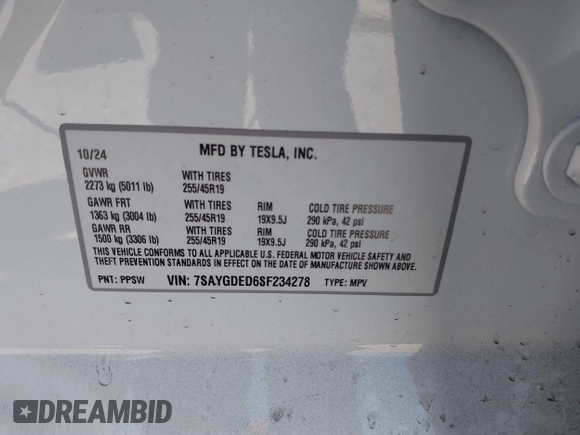 10/24 MFD BY TESLA, INC.
GVWR WITH TIRES
2273 kg (5011 lb) 255/45R19
GAWR FRT WITH TIRES RIM COLD TIRE PRESSURE
1363 kg (3004 lb) 255/45R19 19X9.5J 290 kPa, 42 psi
GAWR RR WITH TIRES RIM COLD TIRE PRESSURE
1500 kg (3306 lb) 255/45R19 19X9.5J 290 kPa, 42 psi
THIS VEHICLE CONFORMS TO ALL APPLICABLE U.S. FEDERAL MOTOR VEHICLE SAFETY AND
THEFT PREVENTION STANDARDS IN EFFECT ON THE DATE OF MANUFACTURE SHOWN ABOVE.
PNT: PPSW VIN: 7SAYGDED6SF234278 TYPE: MPV
DREAMBID